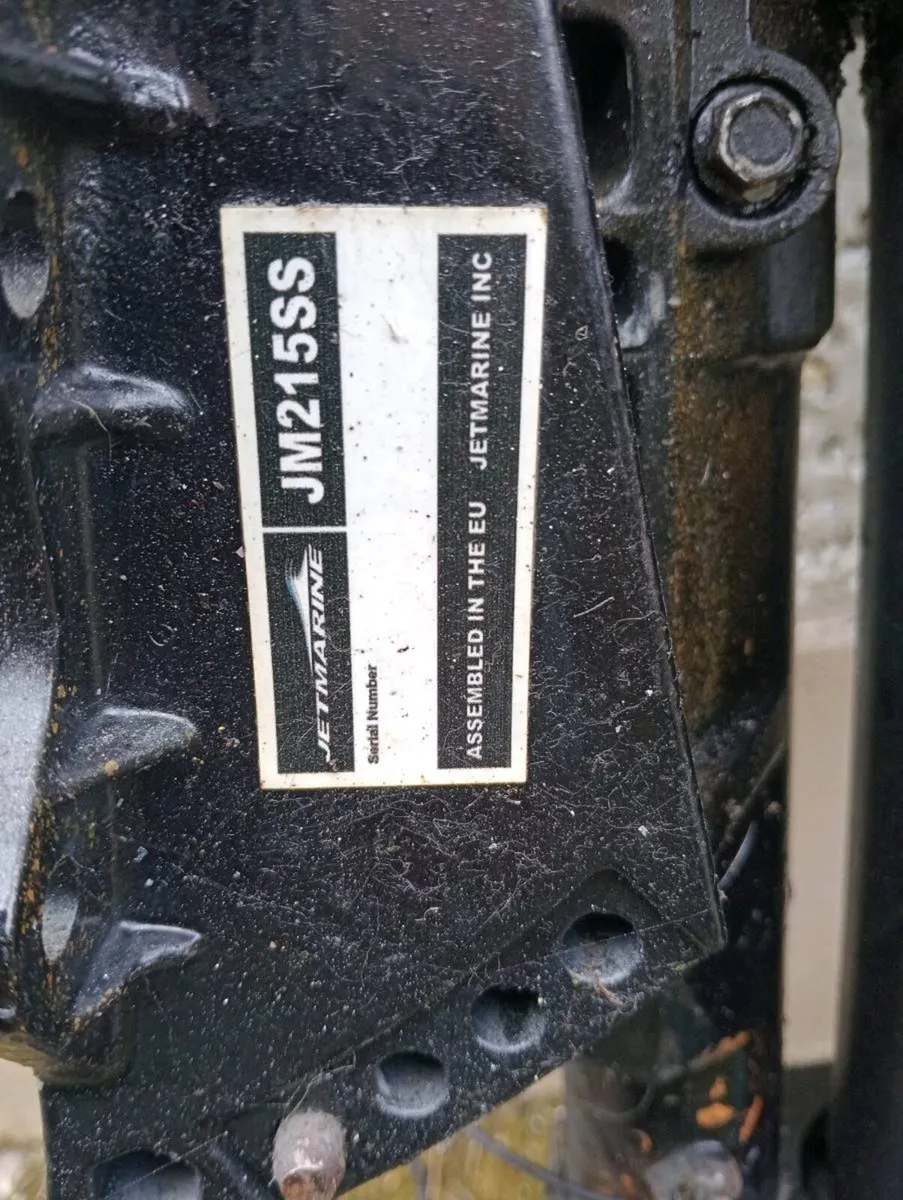 JETMARINE JM215SS
Serial Number
ASSEMBLED IN THE EU JETMARINE INC